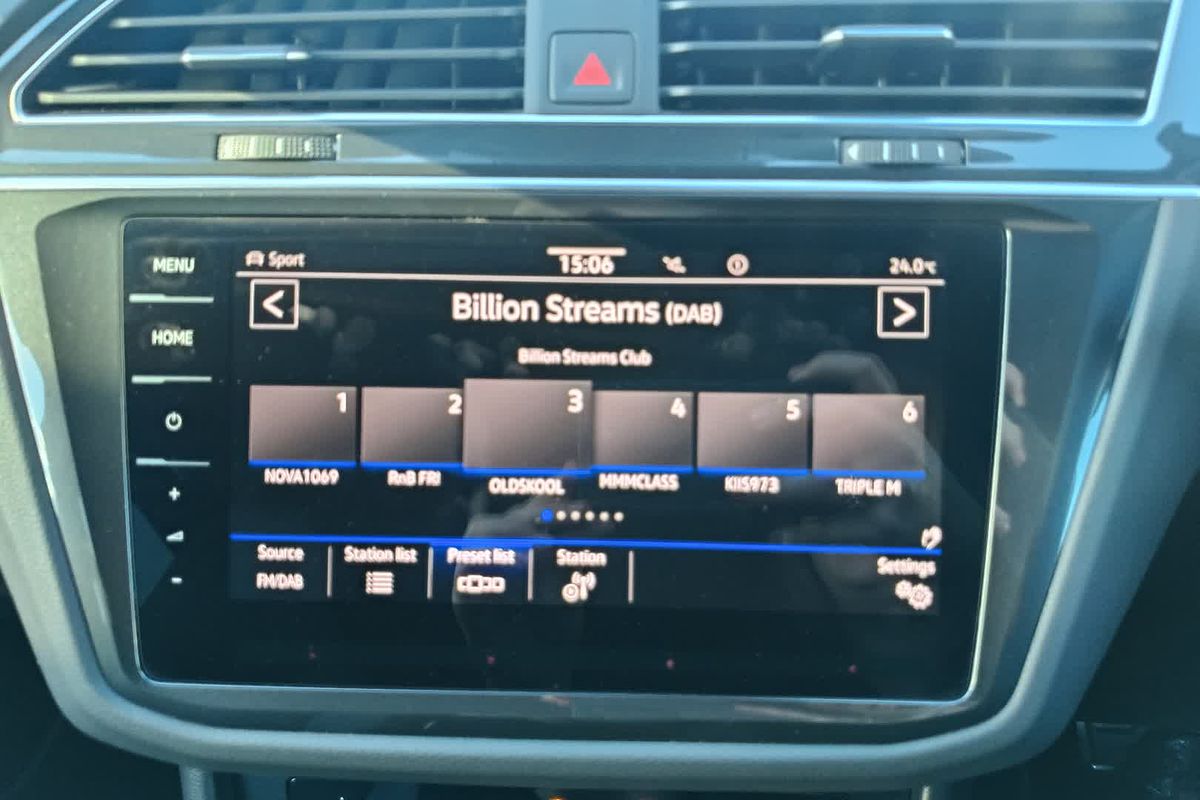 MENU
HOME
+
-
Sport
15:06
24.0°C
<
Billion Streams (DAB)
>
Billion Streams Club
1 2 3 4 5 6
NOVA1069 RnB FRI OLDSKOOL MMMCLASS KIIS973 TRIPLE M
Source Station list Preset list Station Settings
FM/DAB